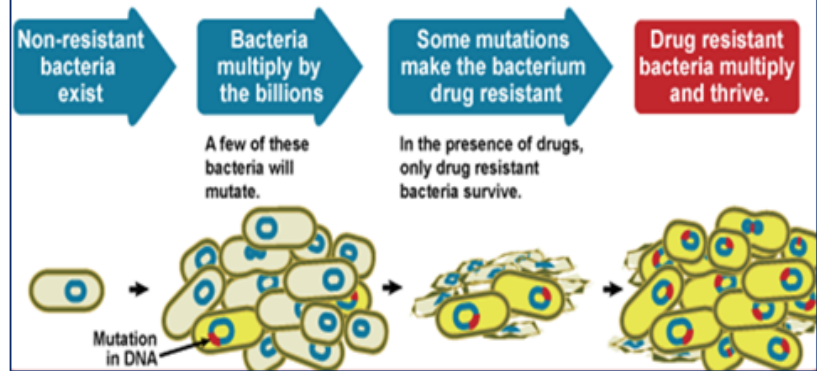 Non-resistant
bacteria
exist
Bacteria
multiply by
the billions
Some mutations
make the bacterium
drug resistant
Drug resistant
bacteria multiply
and thrive.
A few of these
bacteria will
mutate.
In the presence of drugs,
only drug resistant
bacteria survive.
Mutation
in DNA